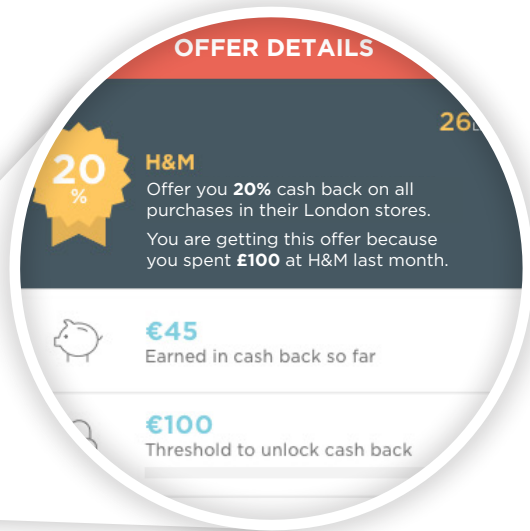 OFFER DETAILS
26
20
%
H&M
Offer you 20% cash back on all
purchases in their London stores.
You are getting this offer because
you spent £100 at H&M last month.
€45
Earned in cash back so far
€100
Threshold to unlock cash back